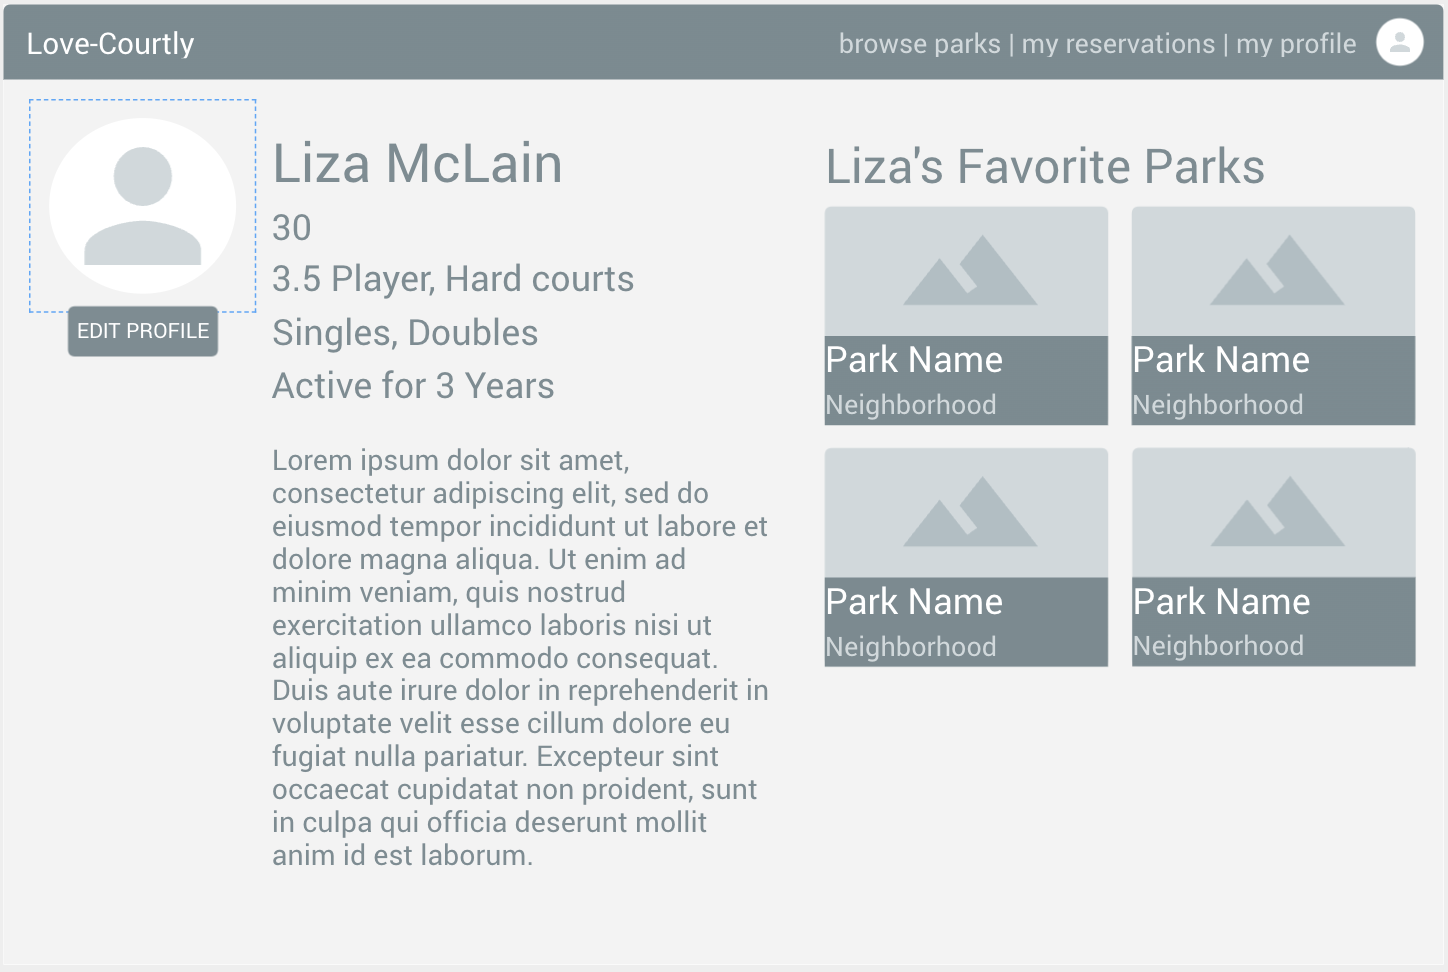 Love-Courtly
browse parks | my reservations | my profile
EDIT PROFILE
Liza McLain
30
3.5 Player, Hard courts
Singles, Doubles
Active for 3 Years
Lorem ipsum dolor sit amet,
consectetur adipiscing elit, sed do
eiusmod tempor incididunt ut labore et
dolore magna aliqua. Ut enim ad
minim veniam, quis nostrud
exercitation ullamco laboris nisi ut
aliquip ex ea commodo consequat.
Duis aute irure dolor in reprehenderit in
voluptate velit esse cillum dolore eu
fugiat nulla pariatur. Excepteur sint
occaecat cupidatat non proident, sunt
in culpa qui officia deserunt mollit
anim id est laborum.
Liza's Favorite Parks
Park Name
Neighborhood
Park Name
Neighborhood
Park Name
Neighborhood
Park Name
Neighborhood